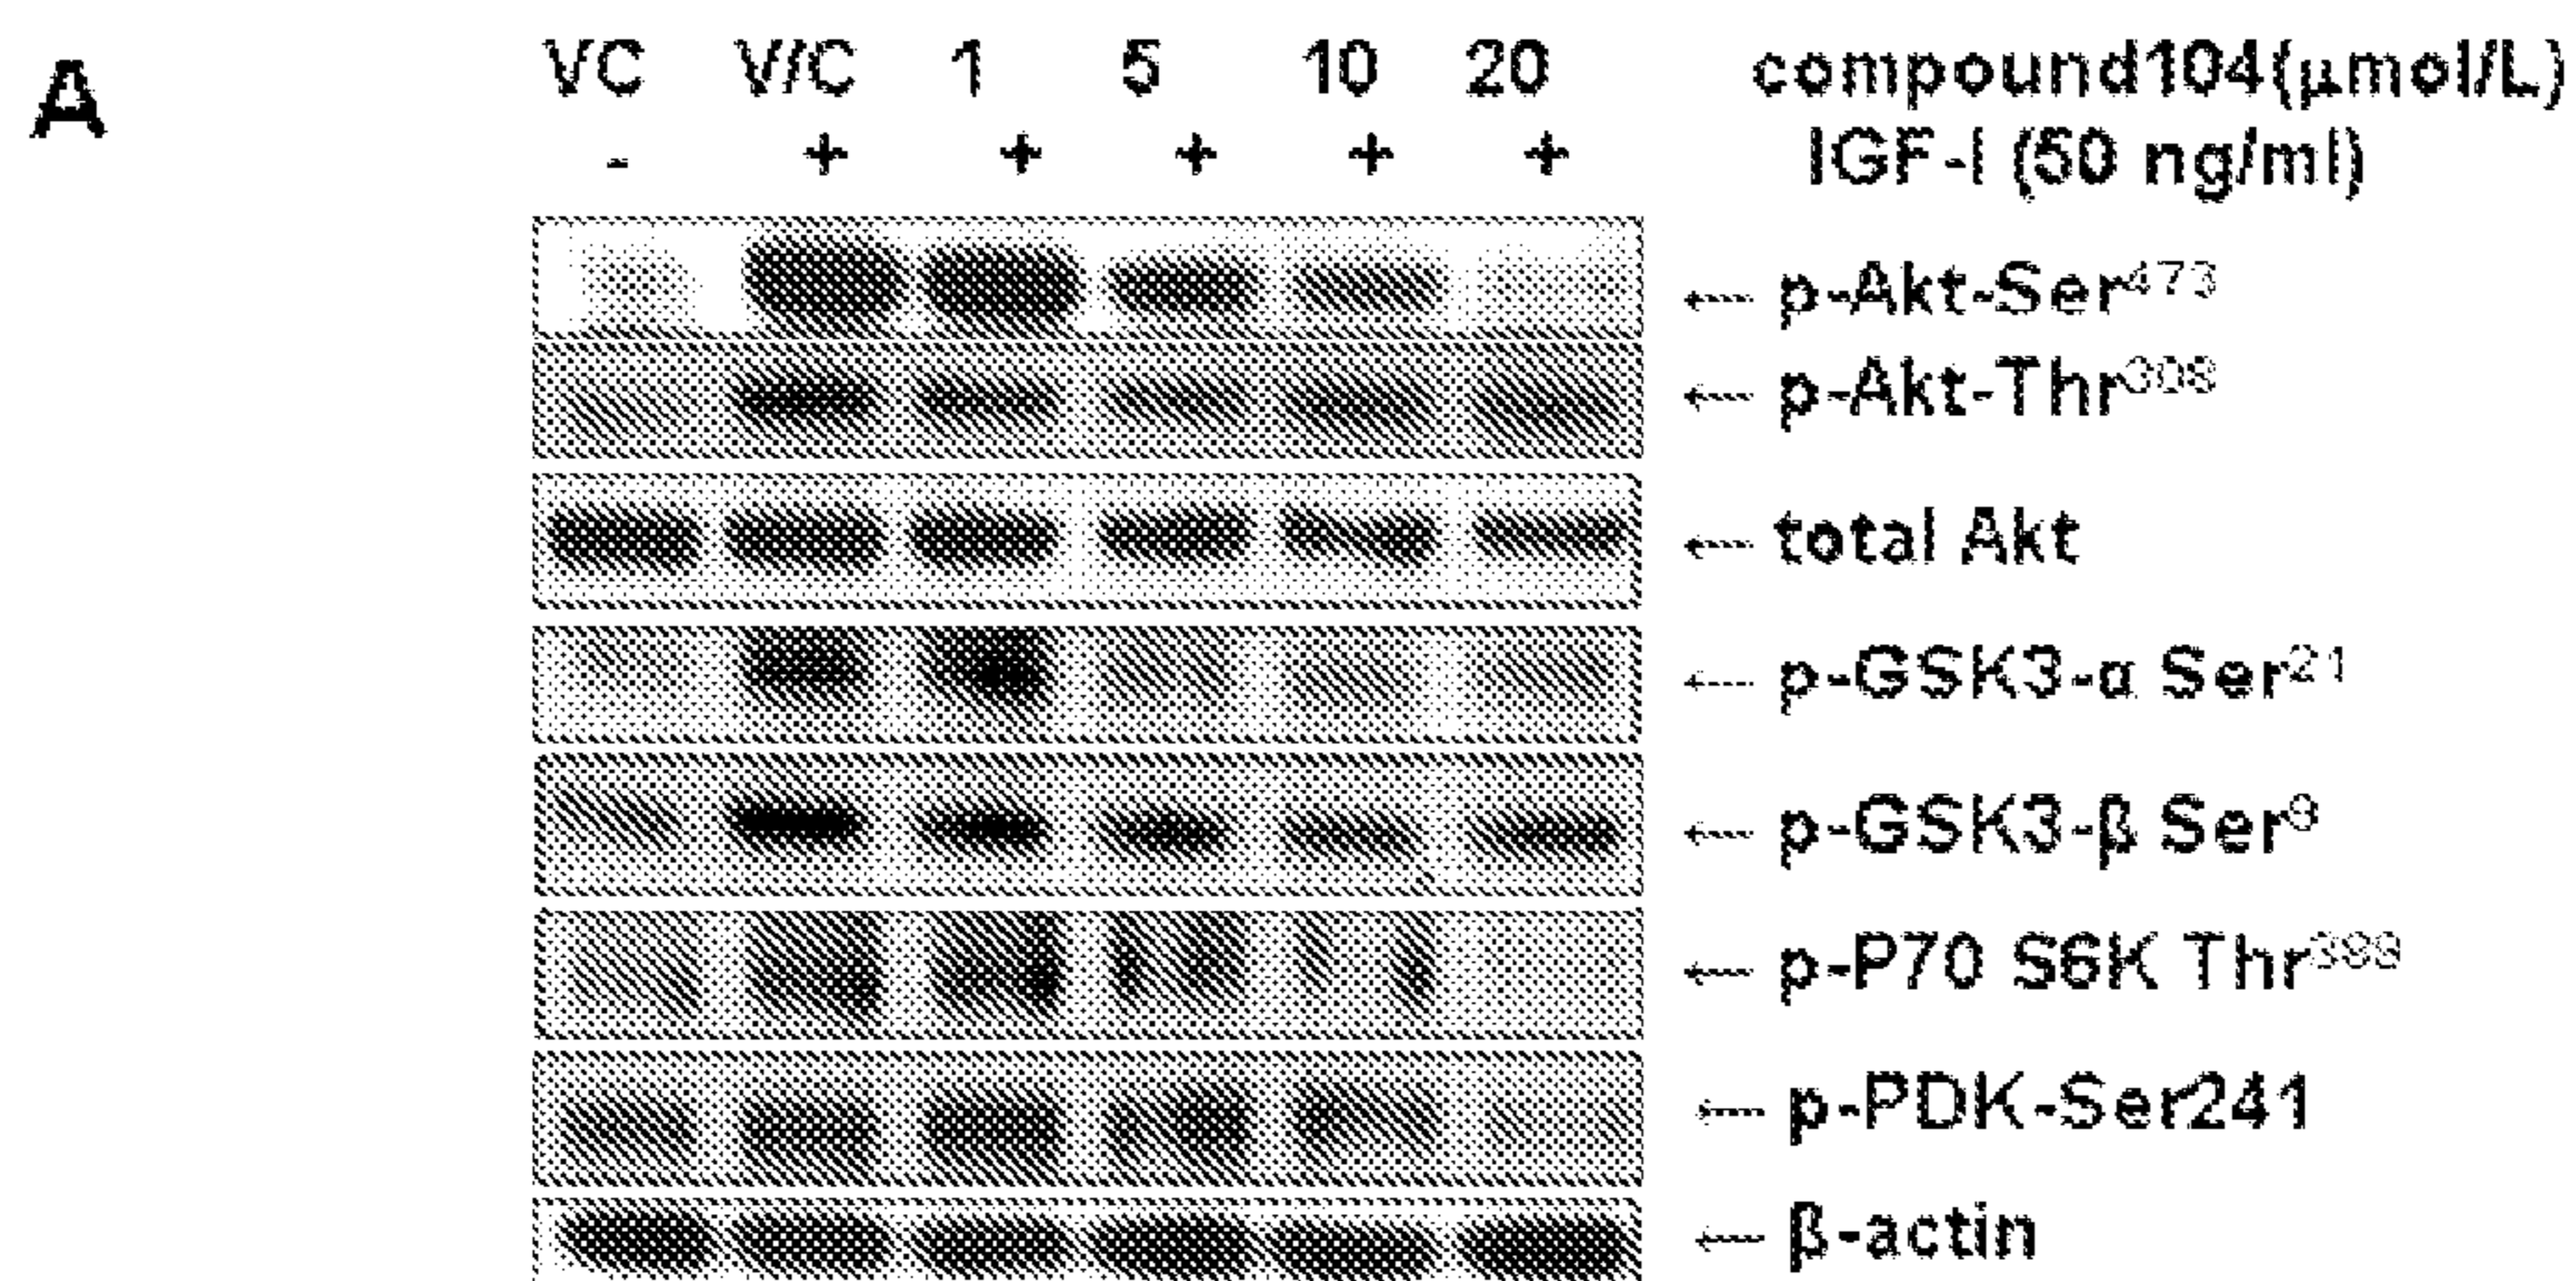 A
VC V/C 1 5 10 20 compound104(μmol/L)
- + + + + + IGF-I (50 ng/ml)
← p-Akt-Ser473
← p-Akt-Thr308
← total Akt
← p-GSK3-α Ser21
← p-GSK3-β Ser9
← p-P70 S6K
← p-PDK-Ser241
← β-actin